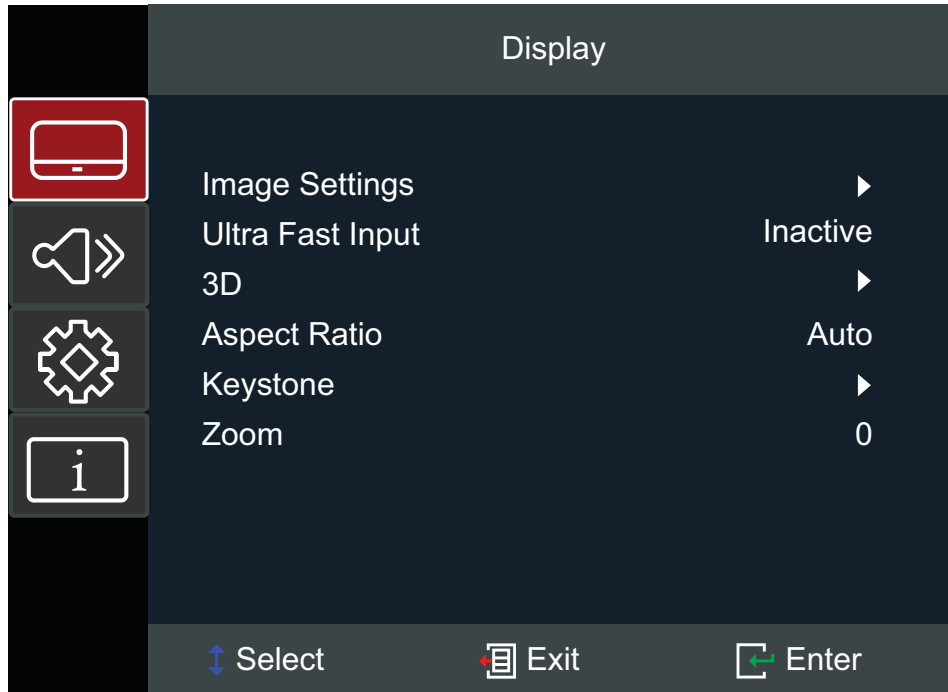 Display
Image Settings
Ultra Fast Input Inactive
3D
Aspect Ratio Auto
Keystone
Zoom 0
i
Select Exit Enter